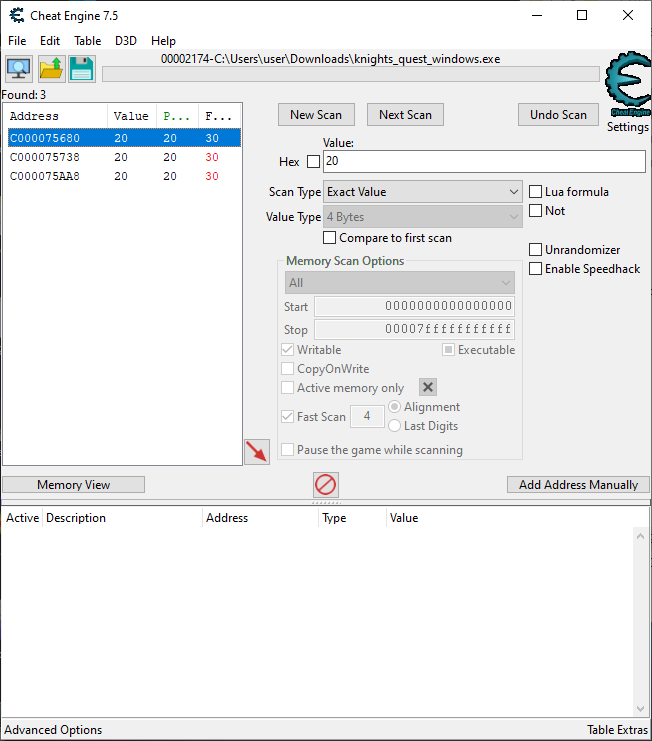 Cheat Engine 7.5
File Edit Table D3D Help
00002174-C:\Users\user\Downloads\knights_quest_windows.exe
Found: 3
Address Value P... F...
C000075680 20 20 30
C000075738 20 20 30
C000075AA8 20 20 30
New Scan Next Scan Undo Scan
Cheat Engine
Settings
Value:
Hex 20
Scan Type Exact Value
Lua formula
Value Type 4 Bytes
Not
Compare to first scan
Unrandomizer
Memory Scan Options
Enable Speedhack
All
Start 0000000000000000
Stop 00007fffffffffff
Writable Executable
CopyOnWrite
Active memory only
Fast Scan 4 Alignment
Last Digits
Pause the game while scanning
Memory View Add Address Manually
Active Description Address Type Value
Advanced Options Table Extras